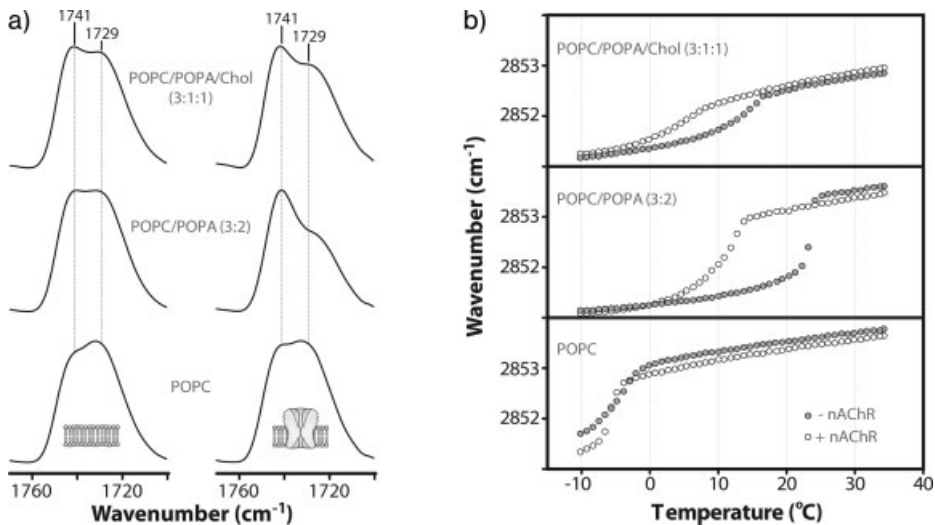 a)
1741
1729
1741
1729
POPC/POPA/Chol
(3:1:1)
POPC/POPA (3:2)
POPC
1760
1720
1760
1720
Wavenumber (cm⁻¹)
b)
POPC/POPA/Chol (3:1:1)
2853
2852
POPC/POPA (3:2)
2853
2852
POPC
2853
2852
- nAChR
+ nAChR
Wavenumber (cm⁻¹)
-10
0
10
20
30
40
Temperature (°C)